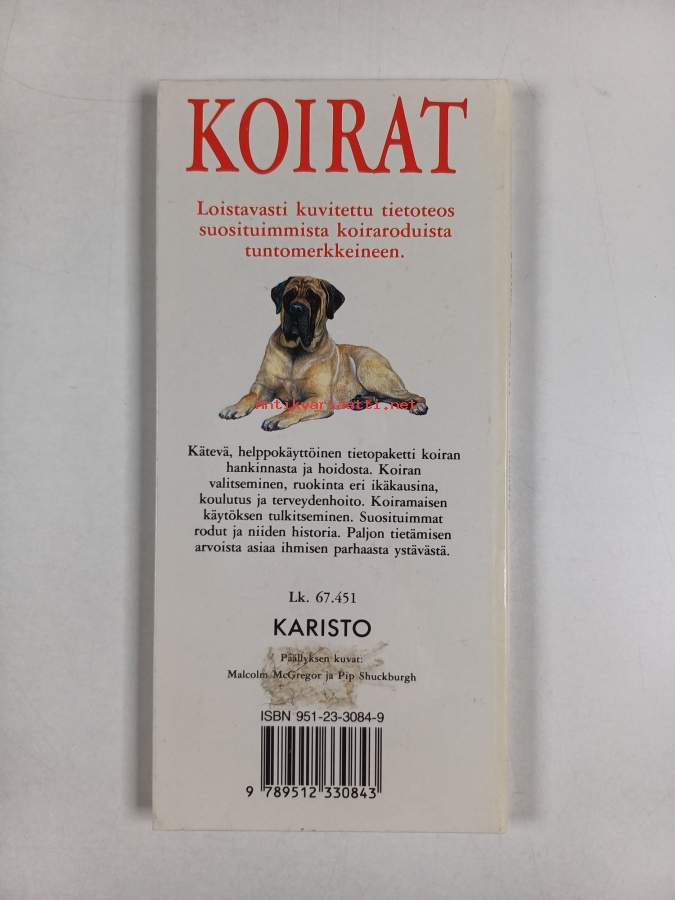 KOIRAT
Loistavasti kuvitettu tietoteos
suosituimmista koiraroduista
tuntomerkkeineen.
antikvariaatti.net
Kätevä, helppokäyttöinen tietopaketti koiran
hankinnasta ja hoidosta. Koiran
valitseminen, ruokinta eri ikäkausina,
koulutus ja terveydenhoito. Koiramaisen
käytöksen tulkitseminen. Suosituimmat
rodut ja niiden historia. Paljon tietämisen
arvoista asiaa ihmisen parhaasta ystävästä.
Lk. 67.451
KARISTO
Päällyksen kuvat:
Malcolm McGregor ja Pip Shuckburgh
ISBN 951-23-3084-9
9 789512 330843